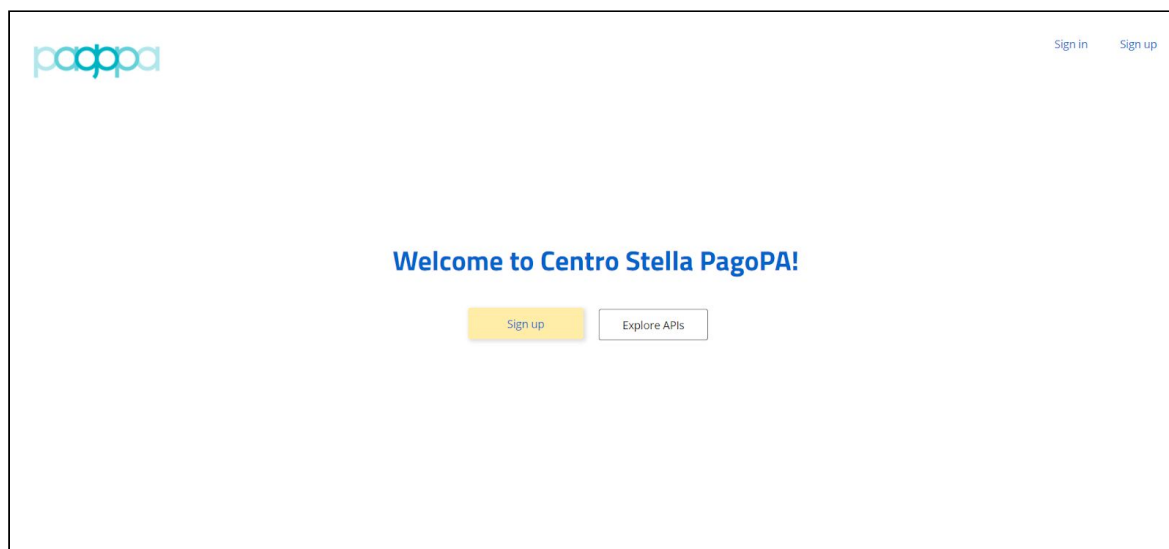 pagopa
Sign in
Sign up
Welcome to Centro Stella PagoPA!
Sign up
Explore APIs